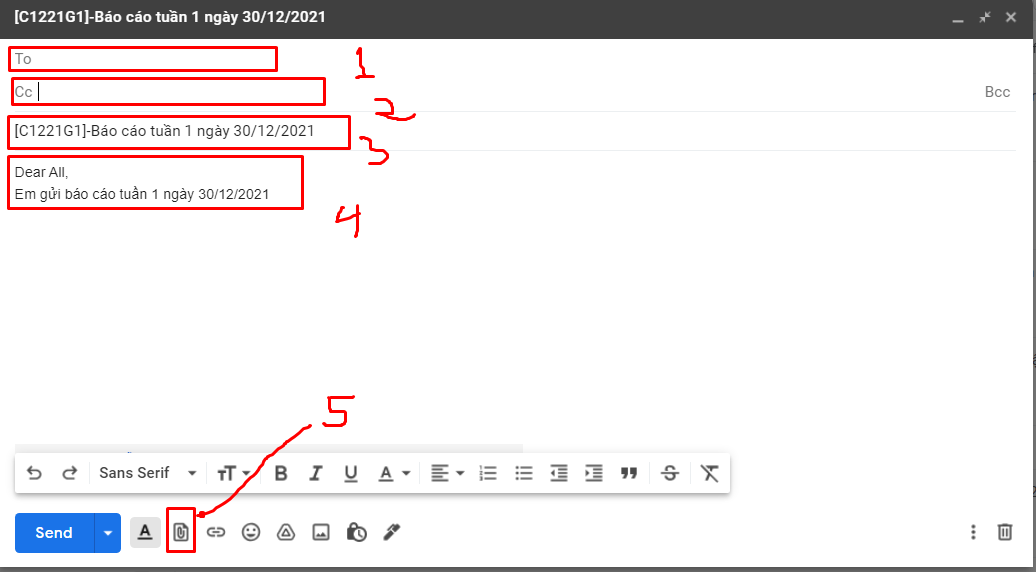 [C1221G1]-Báo cáo tuần 1 ngày 30/12/2021
To
1
Cc
Bcc
2
[C1221G1]-Báo cáo tuần 1 ngày 30/12/2021
3
Dear All,
Em gửi báo cáo tuần 1 ngày 30/12/2021
4
5
Sans Serif TT B I U A
Send A